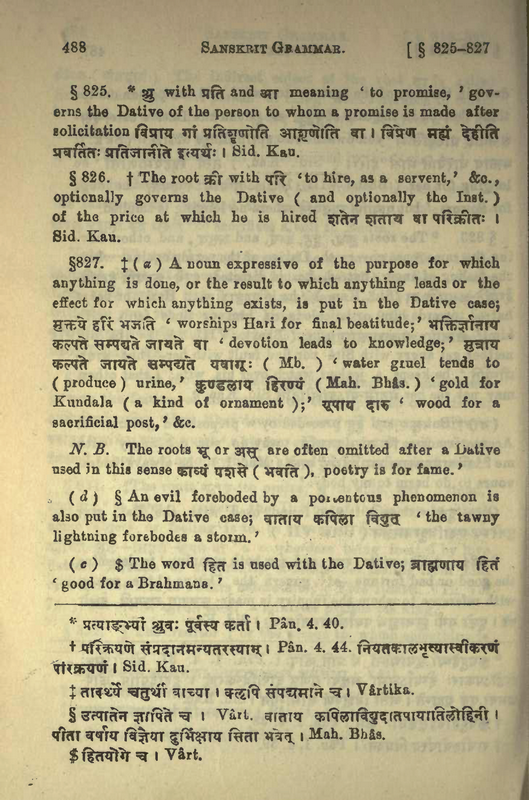 488 SANSKRIT GRAMMAR. [ § 825-827
§ 825. * श्रु with प्रति and आ meaning ‘ to promise, ’ gov-
erns the Dative of the person to whom a promise is made after
solicitation विप्राय गां प्रतिशृणोति आशृणोति वा । विप्रेण मह्यं देहीति
प्रवर्तितः प्रतिजानीते इत्यर्थः । Sid. Kau.
§ 826. † The root क्री with परि ‘to hire, as a servent,’ &c.,
optionally governs the Dative ( and optionally the Inst. )
of the price at which he is hired शतेन शताय वा परिक्रीतः ।
Sid. Kau.
§827. ‡ ( a ) A noun expressive of the purpose for which
anything is done, or the result to which anything leads or the
effect for which anything exists, is put in the Dative case;
मुक्तये हरिं भजति ‘ worships Hari for final beatitude;’ भक्तिर्ज्ञानाय
कल्पते सम्पद्यते जायते वा ‘ devotion leads to knowledge;’ मूत्राय
कल्पते जायते सम्पद्यते यवागूः ( Mb. ) ‘ water gruel tends to
( produce ) urine,’ कुण्डलाय हिरण्यं ( Mah. Bhâs. ) ‘ gold for
Kundala ( a kind of ornament );’ यूपाय दारु ‘ wood for a
sacrificial post,’ &c.
N. B. The roots भू or अस् are often omitted after a Dative
used in this sense काव्यं यशसे ( भवति ), poetry is for fame.’
( d ) § An evil foreboded by a portentous phenomenon is
also put in the Dative case; वाताय कपिला विद्युत् ‘ the tawny
lightning forebodes a storm.’
( e ) $ The word हित is used with the Dative; ब्राह्मणाय हितं
‘ good for a Brahmana. ’
* प्रत्याङ्भ्यां श्रुवः पूर्वस्य कर्ता । Pân. 4. 40.
† परिक्रयणे संप्रदानमन्यतरस्याम् । Pân. 4. 44. नियतकालभृत्यास्वीकरणं
परिक्रयणं । Sid. Kau.
‡ तादर्थ्ये चतुर्थी वाच्या । क्लृपि संपद्यमाने च । Vârtika.
§ उत्पातेन ज्ञापिते च । Vârt. वाताय कपिलाविद्युदातपायातिलोहिनी ।
पीता वर्षाय विज्ञेया दुर्भिक्षाय सिता भवेत् । Mah. Bhâs.
$ हितयोगे च । Vârt.